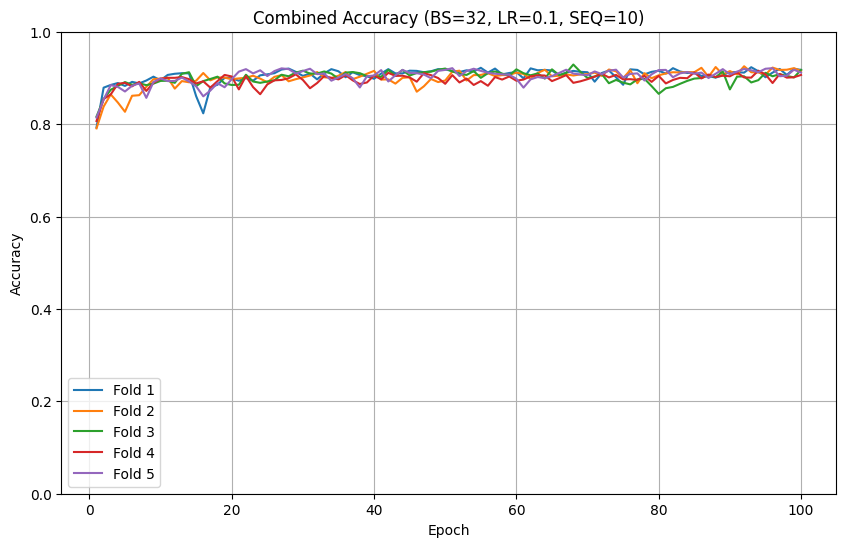 Combined Accuracy (BS=32, LR=0.1, SEQ=10)
1.0
0.8
0.6
0.4
0.2
0.0
Accuracy
Fold 1
Fold 2
Fold 3
Fold 4
Fold 5
0 20 40 60 80 100
Epoch